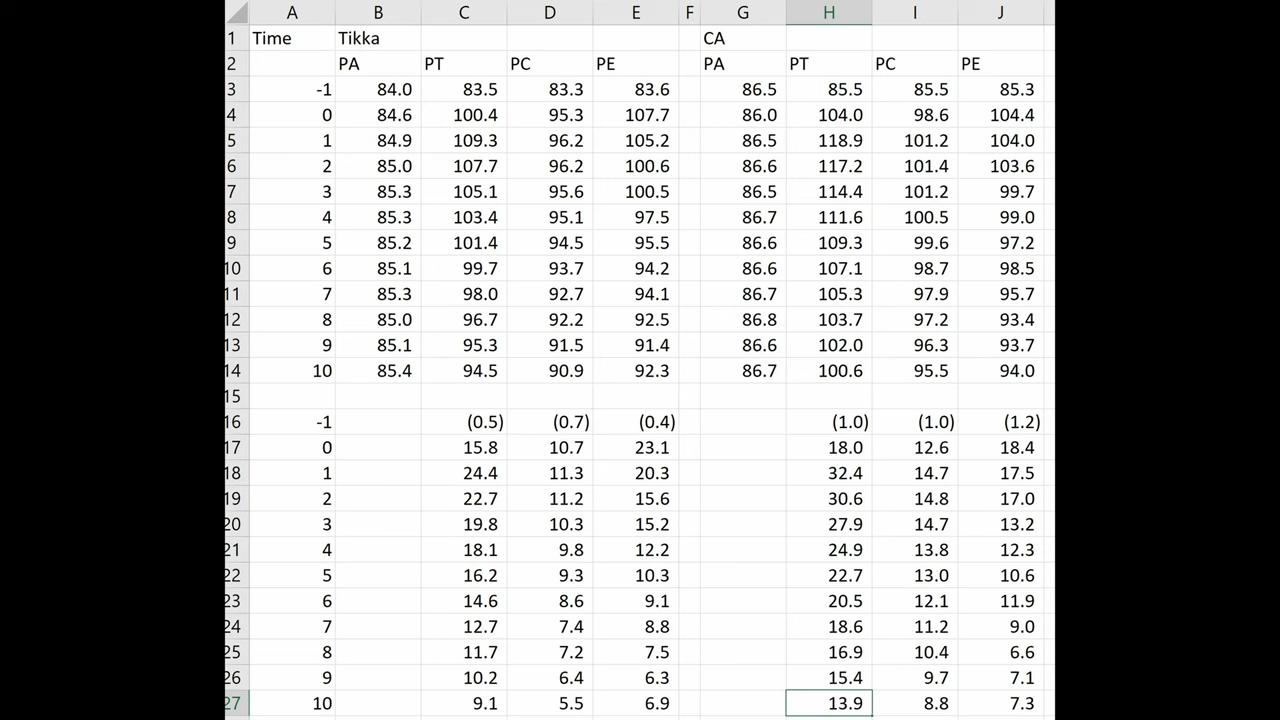 A B C D E F G H I J
1 Time Tikka CA
2 PA PT PC PE PA PT PC PE
3 -1 84.0 83.5 83.3 83.6 86.5 85.5 85.5 85.3
4 0 84.6 100.4 95.3 107.7 86.0 104.0 98.6 104.4
5 1 84.9 109.3 96.2 105.2 86.5 118.9 101.2 104.0
6 2 85.0 107.7 96.2 100.6 86.6 117.2 101.4 103.6
7 3 85.3 105.1 95.6 100.5 86.5 114.4 101.2 99.7
8 4 85.3 103.4 95.1 97.5 86.7 111.6 100.5 99.0
9 5 85.2 101.4 94.5 95.5 86.6 109.3 99.6 97.2
10 6 85.1 99.7 93.7 94.2 86.6 107.1 98.7 98.5
11 7 85.3 98.0 92.7 94.1 86.7 105.3 97.9 95.7
12 8 85.0 96.7 92.2 92.5 86.8 103.7 97.2 93.4
13 9 85.1 95.3 91.5 91.4 86.6 102.0 96.3 93.7
14 10 85.4 94.5 90.9 92.3 86.7 100.6 95.5 94.0
15
16 -1 (0.5) (0.7) (0.4) (1.0) (1.0) (1.2)
17 0 15.8 10.7 23.1 18.0 12.6 18.4
18 1 24.4 11.3 20.3 32.4 14.7 17.5
19 2 22.7 11.2 15.6 30.6 14.8 17.0
20 3 19.8 10.3 15.2 27.9 14.7 13.2
21 4 18.1 9.8 12.2 24.9 13.8 12.3
22 5 16.2 9.3 10.3 22.7 13.0 10.6
23 6 14.6 8.6 9.1 20.5 12.1 11.9
24 7 12.7 7.4 8.8 18.6 11.2 9.0
25 8 11.7 7.2 7.5 16.9 10.4 6.6
26 9 10.2 6.4 6.3 15.4 9.7 7.1
27 10 9.1 5.5 6.9 13.9 8.8 7.3